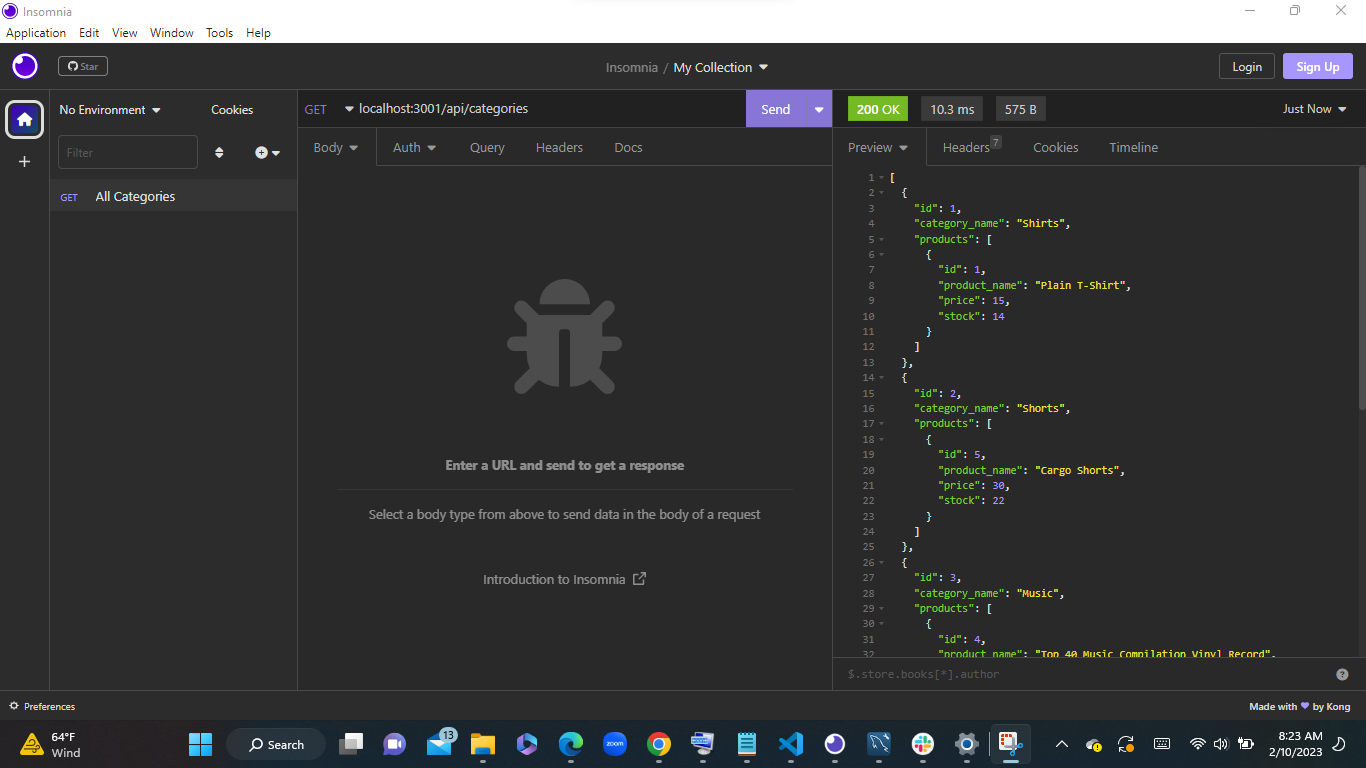 Insomnia
Application Edit View Window Tools Help
Star
Insomnia / My Collection
Login
Sign Up
No Environment
Cookies
GET localhost:3001/api/categories
Send
200 OK
10.3 ms
575 B
Just Now
Filter
Body Auth Query Headers Docs
Preview Headers 7 Cookies Timeline
GET All Categories
Enter a URL and send to get a response
Select a body type from above to send data in the body of a request
Introduction to Insomnia
1 [
2 {
3 "id": 1,
4 "category_name": "Shirts",
5 "products": [
6 {
7 "id": 1,
8 "product_name": "Plain T-Shirt",
9 "price": 15,
10 "stock": 14
11 }
12 ]
13 },
14 {
15 "id": 2,
16 "category_name": "Shorts",
17 "products": [
18 {
19 "id": 5,
20 "product_name": "Cargo Shorts",
21 "price": 30,
22 "stock": 22
23 }
24 ]
25 },
26 {
27 "id": 3,
28 "category_name": "Music",
29 "products": [
30 {
31 "id": 4,
32 "product_name": "Top 40 Music Compilation Vinyl Record",
$.store.books[*].author
Preferences
Made with ❤ by Kong
64°F
Wind
Search
13
zoom
8:23 AM
2/10/2023